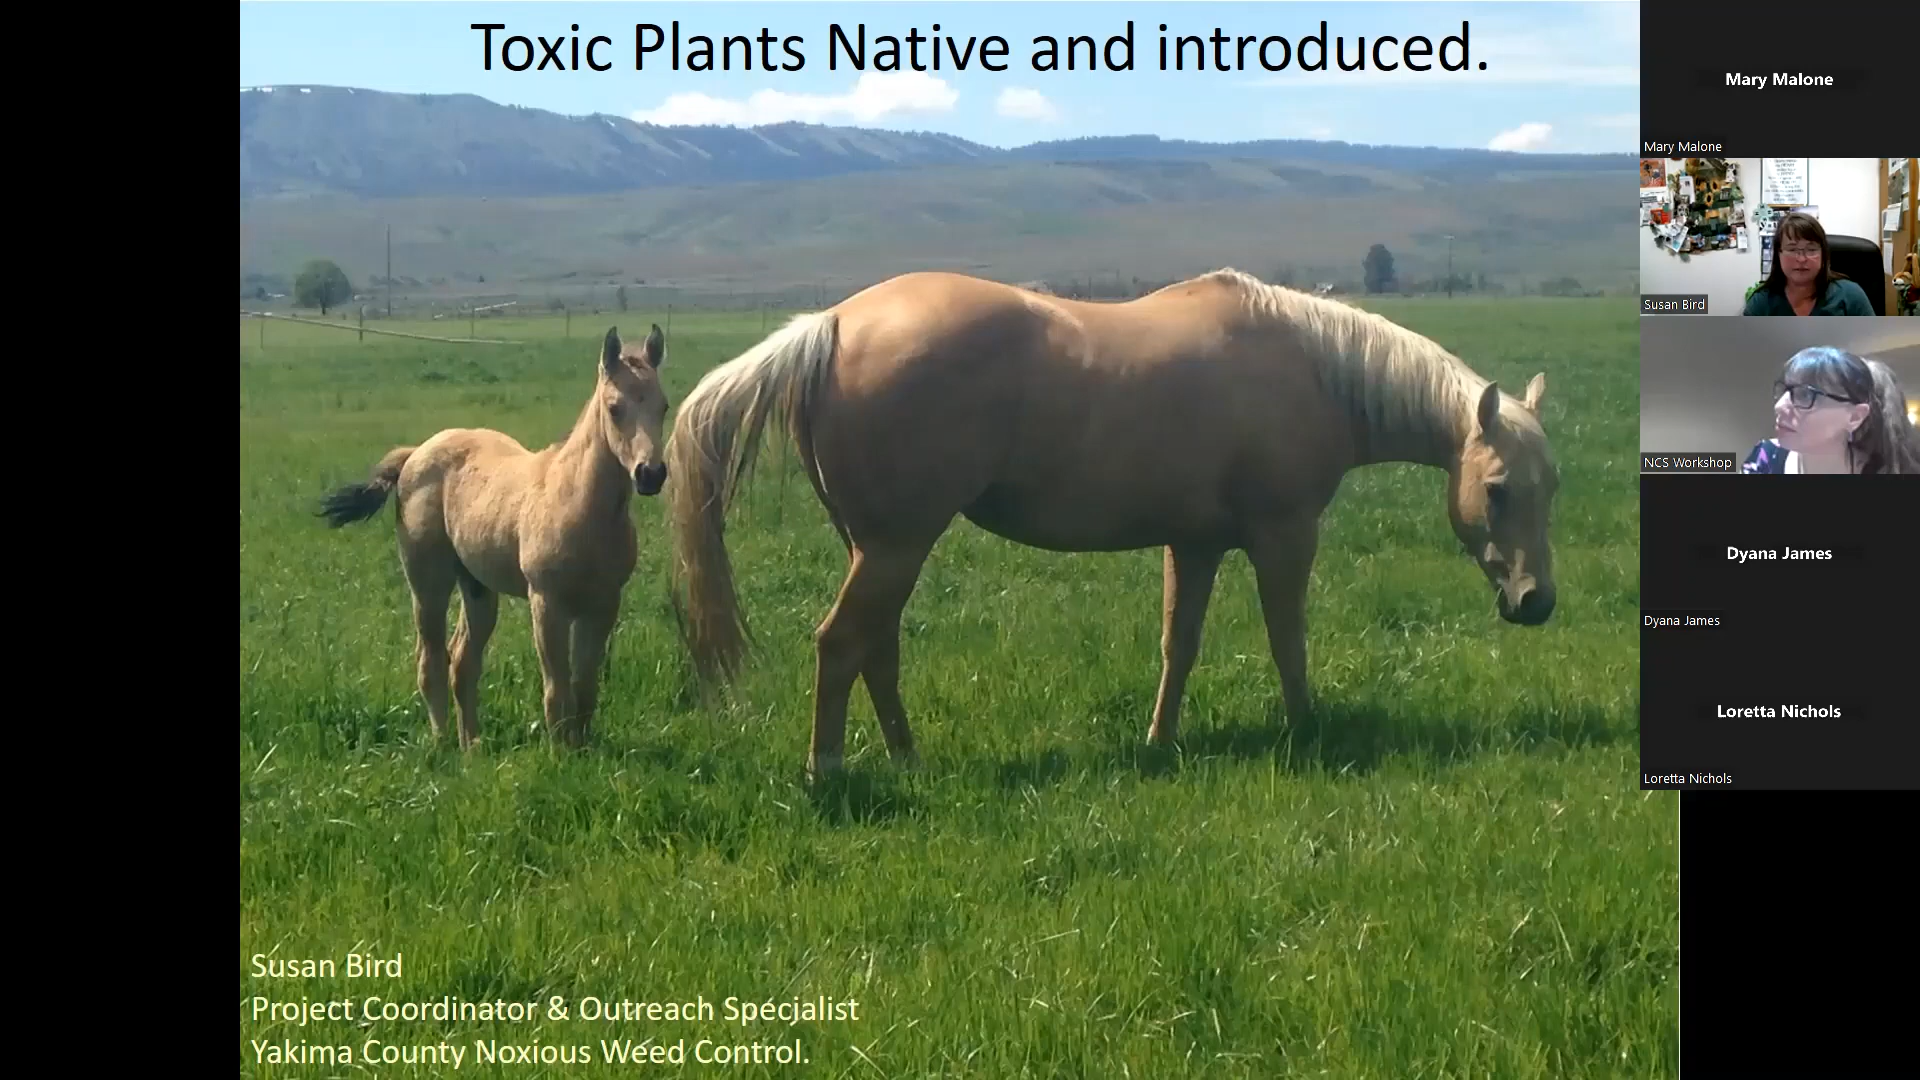 Toxic Plants Native and introduced.
Susan Bird
Project Coordinator & Outreach Specialist
Yakima County Noxious Weed Control.
Mary Malone
Mary Malone
Susan Bird
NCS Workshop
Dyana James
Dyana James
Loretta Nichols
Loretta Nichols